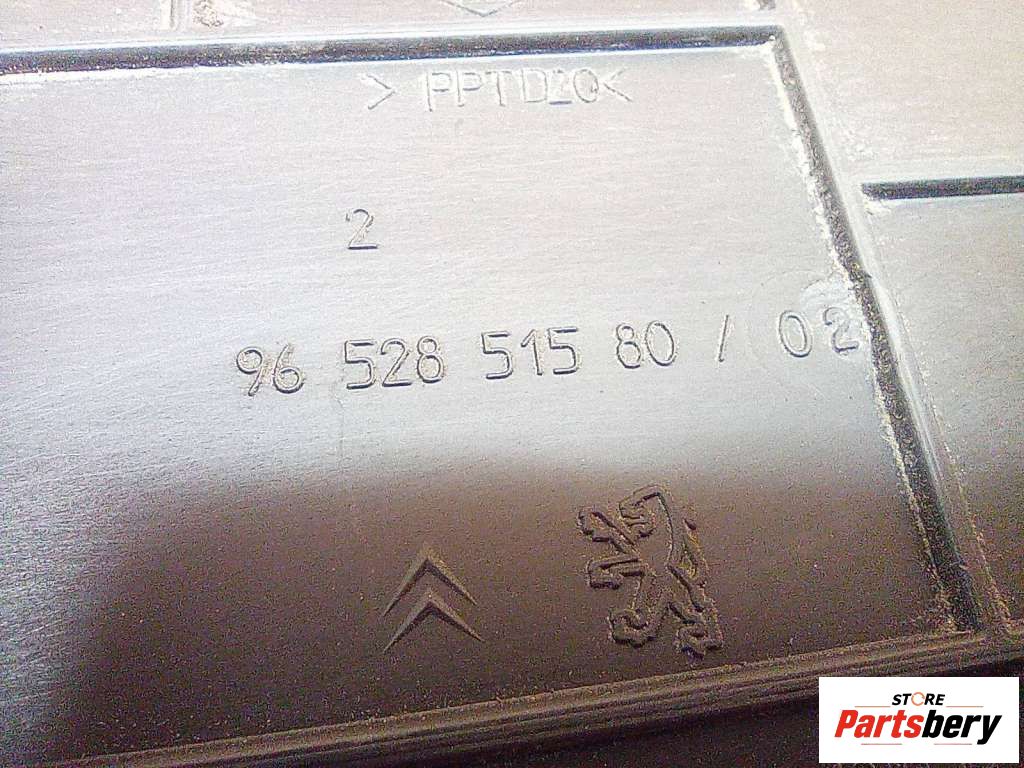 > PPTD20<
2
96 528 515 80 / 02
STORE
Partsbery